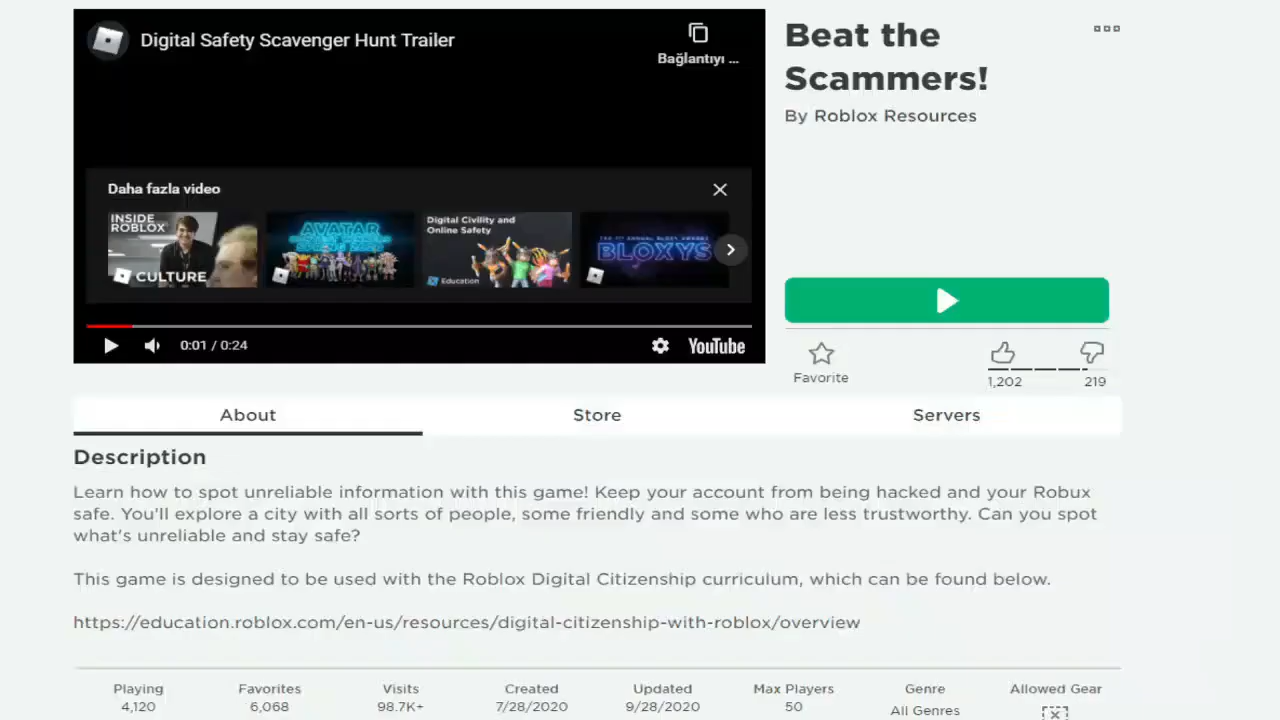 Digital Safety Scavenger Hunt Trailer
Bağlantıyı ...
Daha fazla video
INSIDE
ROBLOX
CULTURE
AVATAR
Digital Civility and
Online Safety
Education
BLOXYS
0:01 / 0:24
YouTube
Beat the
Scammers!
By Roblox Resources
Favorite
1,202
219
About
Store
Servers
Description
Learn how to spot unreliable information with this game! Keep your account from being hacked and your Robux
safe. You'll explore a city with all sorts of people, some friendly and some who are less trustworthy. Can you spot
what's unreliable and stay safe?
This game is designed to be used with the Roblox Digital Citizenship curriculum, which can be found below.
https://education.roblox.com/en-us/resources/digital-citizenship-with-roblox/overview
Playing
Favorites
Visits
Created
Updated
Max Players
Genre
Allowed Gear
4,120
6,068
98.7K+
7/28/2020
9/28/2020
50
All Genres